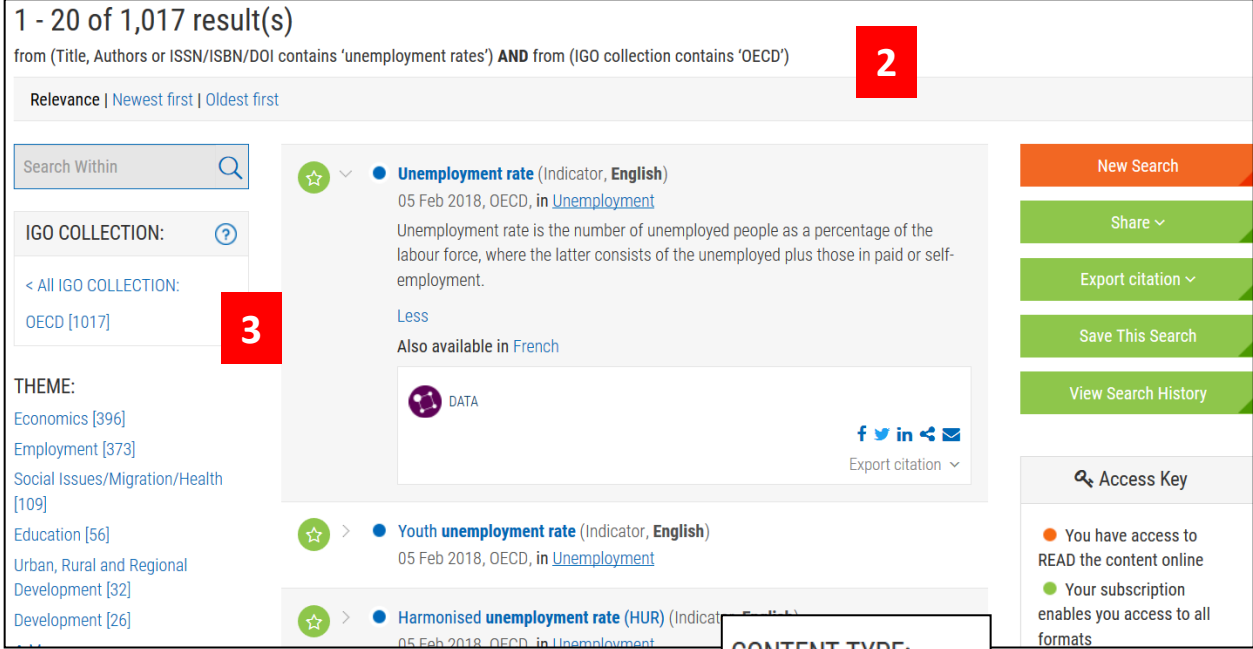 1 - 20 of 1,017 result(s)
from (Title, Authors or ISSN/ISBN/DOI contains ‘unemployment rates’) AND from (IGO collection contains ‘OECD’)
2
Relevance | Newest first | Oldest first
Search Within
IGO COLLECTION:
< All IGO COLLECTION:
OECD [1017]
3
THEME:
Economics [396]
Employment [373]
Social Issues/Migration/Health
[109]
Education [56]
Urban, Rural and Regional
Development [32]
Development [26]
Unemployment rate (Indicator, English)
05 Feb 2018, OECD, in Unemployment
Unemployment rate is the number of unemployed people as a percentage of the
labour force, where the latter consists of the unemployed plus those in paid or self-
employment.
Less
Also available in French
DATA
Export citation
Youth unemployment rate (Indicator, English)
05 Feb 2018, OECD, in Unemployment
Harmonised unemployment rate (HUR) (Indicator, English)
05 Feb 2018, OECD, in Unemployment
CONTENT TYPE:
New Search
Share
Export citation
Save This Search
View Search History
Access Key
You have access to
READ the content online
Your subscription
enables you access to all
formats